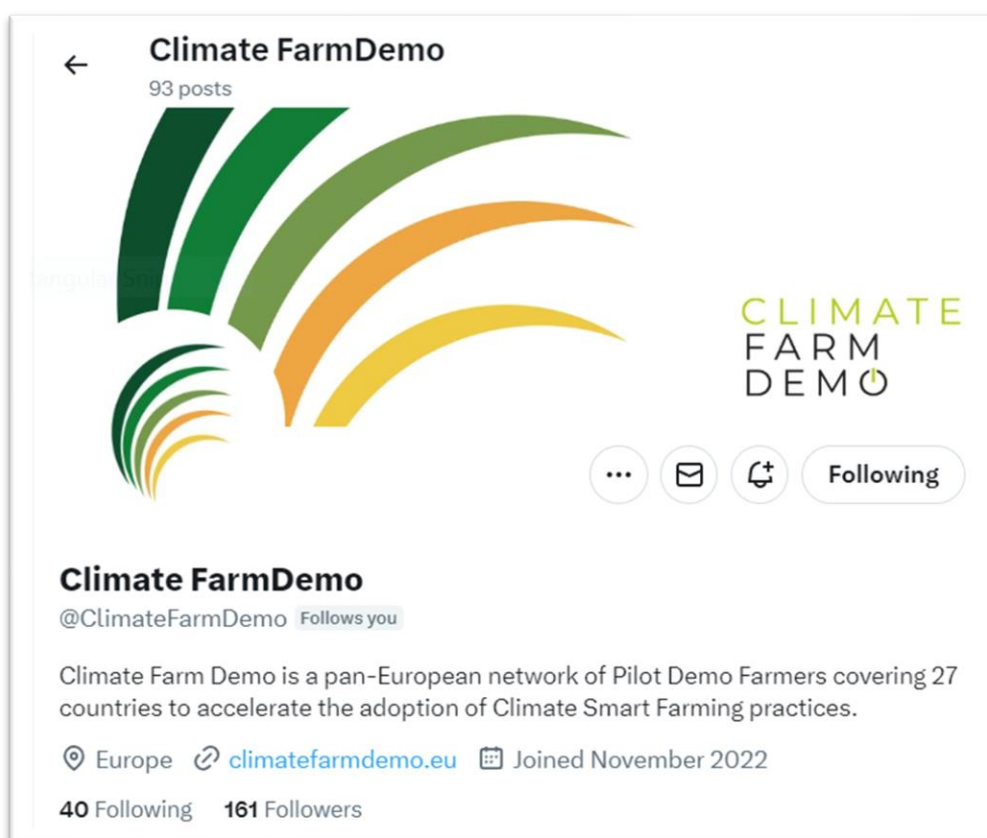 Climate FarmDemo
93 posts
CLIMATE
FARM
DEMO
Following
Climate FarmDemo
@ClimateFarmDemo Follows you
Climate Farm Demo is a pan-European network of Pilot Demo Farmers covering 27
countries to accelerate the adoption of Climate Smart Farming practices.
Europe climatefarmdemo.eu Joined November 2022
40 Following 161 Followers